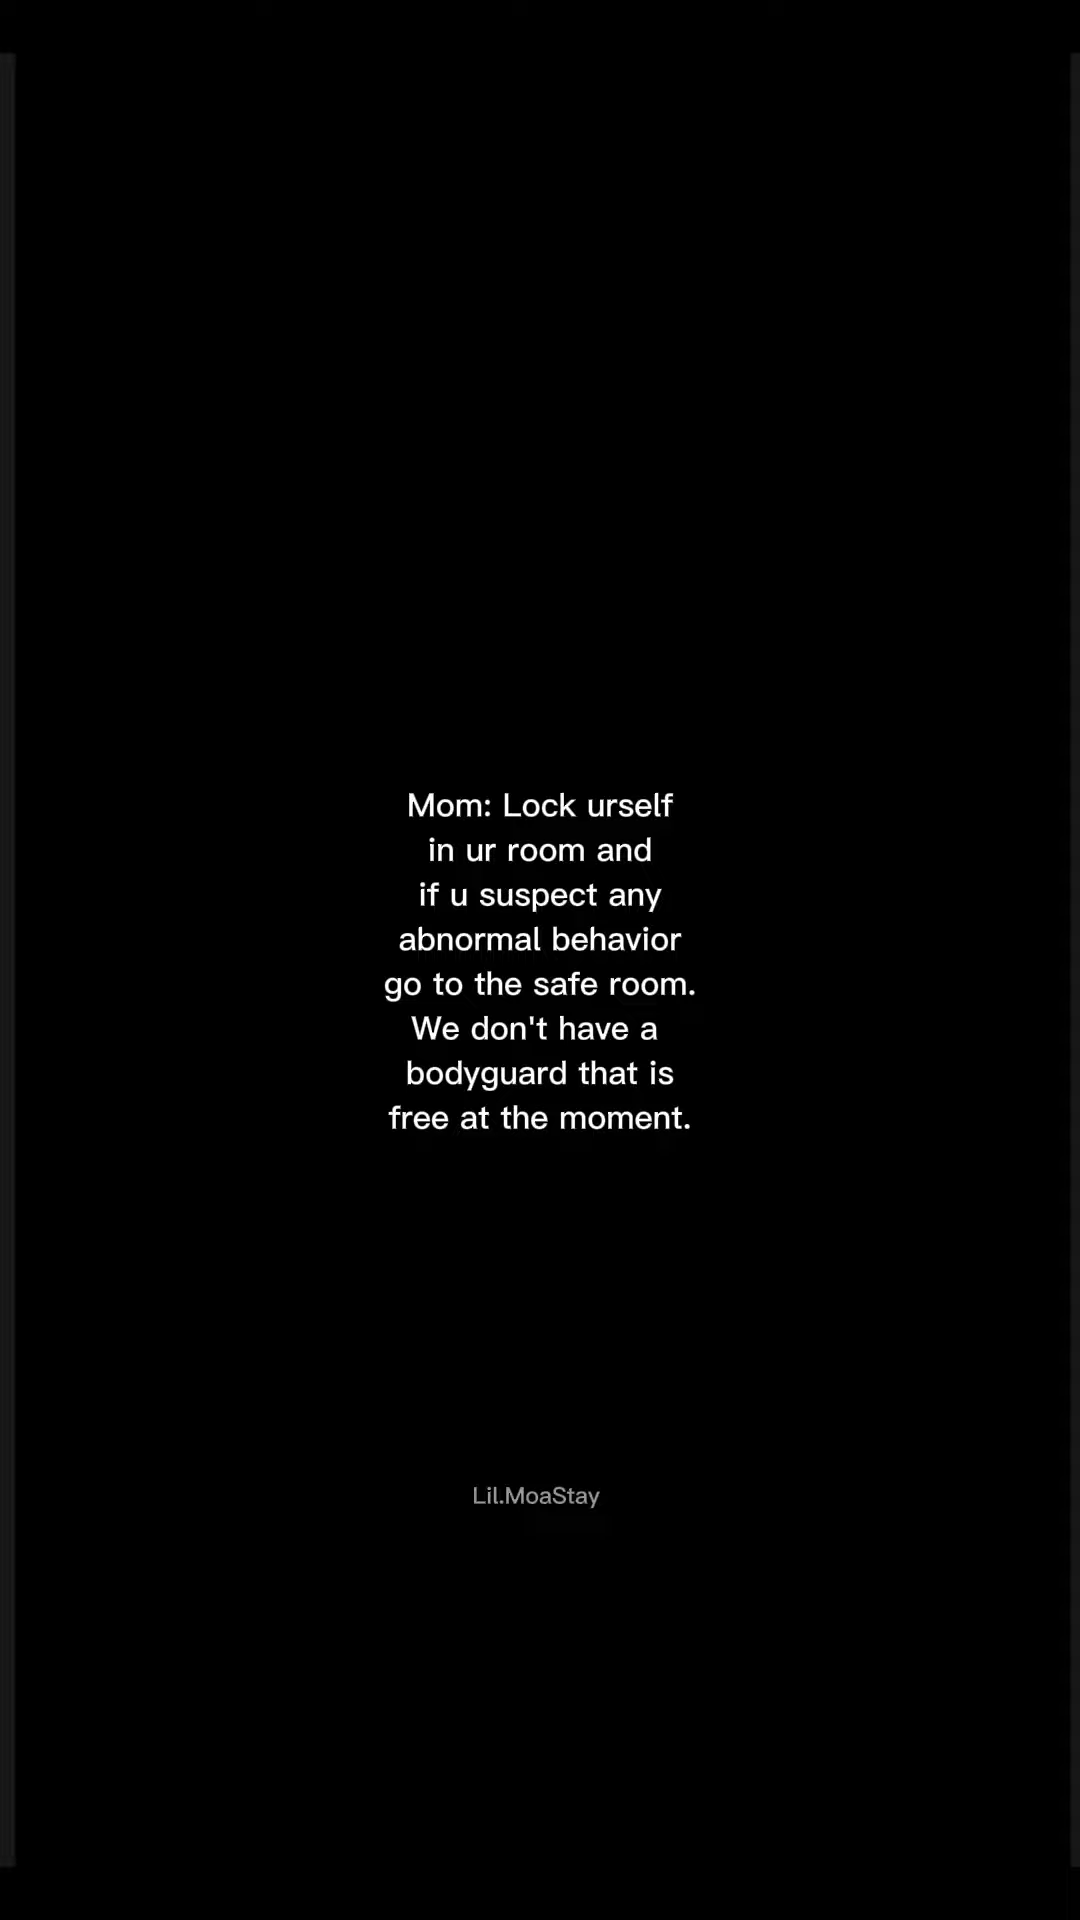 Mom: Lock urself
in ur room and
if u suspect any
abnormal behavior
go to the safe room.
We don't have a
bodyguard that is
free at the moment.
Lil.MoaStay